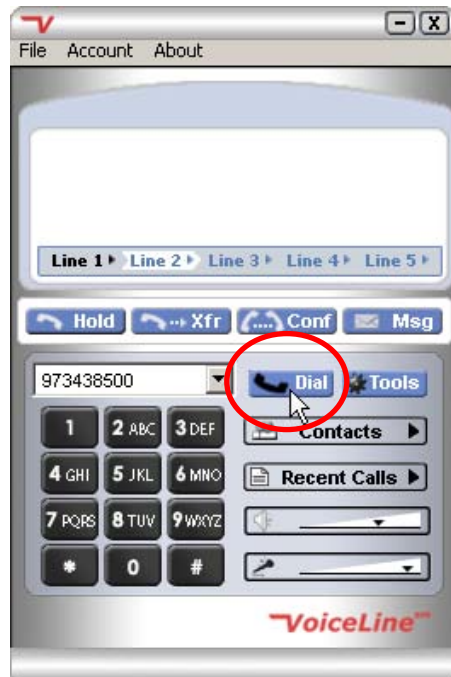 File Account About
Line 1 Line 2 Line 3 Line 4 Line 5
Hold Xfr Conf Msg
973438500 Dial Tools
1 2 ABC 3 DEF Contacts
4 GHI 5 JKL 6 MNO Recent Calls
7 PQRS 8 TUV 9 WXYZ
* 0 #
VoiceLine